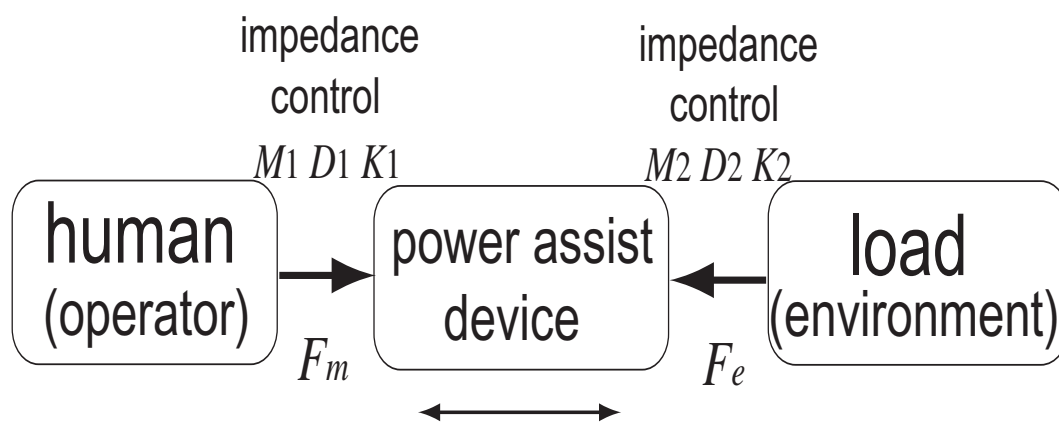 impedance
control
M1 D1 K1
impedance
control
M2 D2 K2
human
(operator)
power assist
device
load
(environment)
Fm
Fe